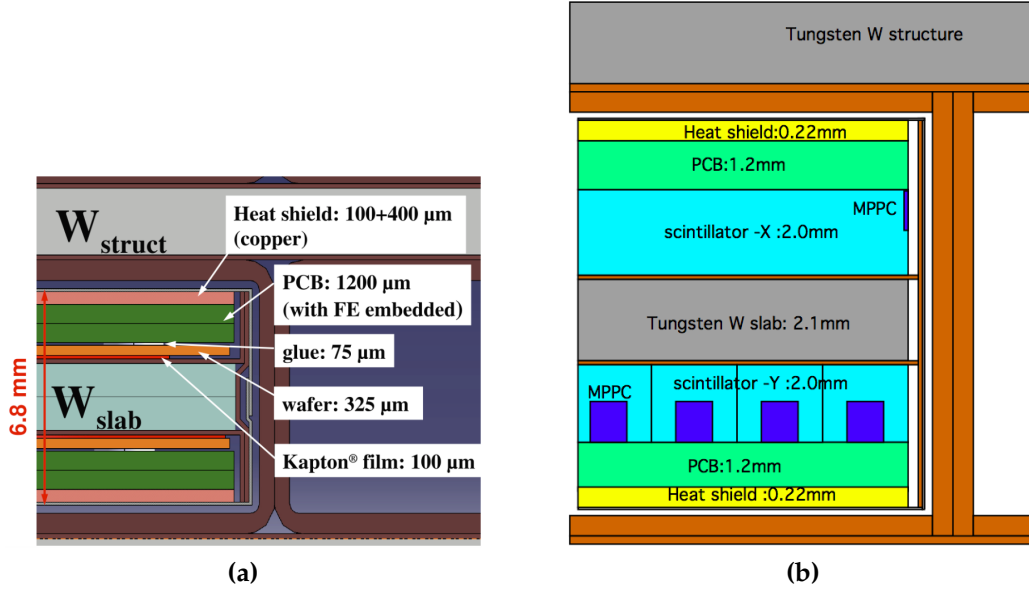 W struct
Heat shield: 100+400 µm
(copper)
PCB: 1200 µm
(with FE embedded)
glue: 75 µm
wafer: 325 µm
Kapton® film: 100 µm
W slab
6.8 mm
(a)
Tungsten W structure
Heat shield:0.22mm
PCB:1.2mm
MPPC
scintillator -X :2.0mm
Tungsten W slab: 2.1mm
scintillator -Y :2.0mm
MPPC
PCB:1.2mm
Heat shield :0.22mm
(b)